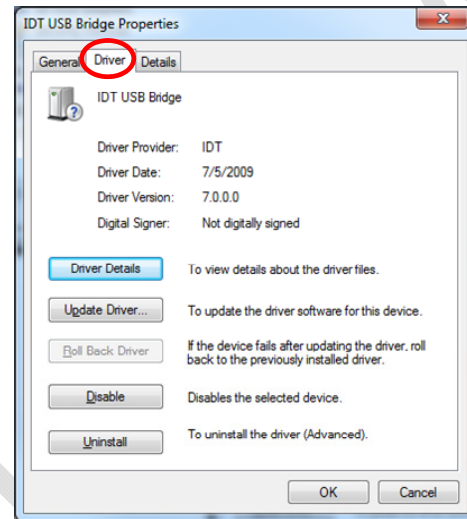 IDT USB Bridge Properties
General Driver Details
IDT USB Bridge
Driver Provider: IDT
Driver Date: 7/5/2009
Driver Version: 7.0.0.0
Digital Signer: Not digitally signed
Driver Details To view details about the driver files.
Update Driver... To update the driver software for this device.
Roll Back Driver If the device fails after updating the driver, roll
back to the previously installed driver.
Disable Disables the selected device.
Uninstall To uninstall the driver (Advanced).
OK Cancel